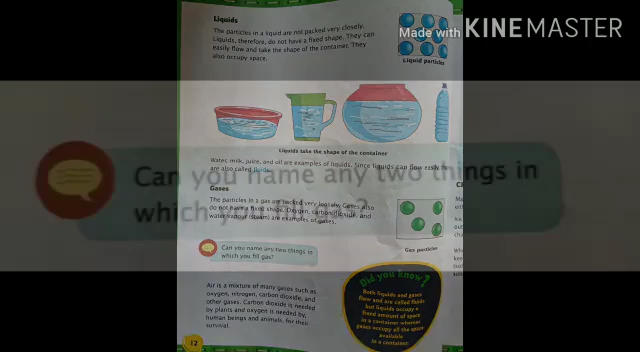 Liquids
The particles in a liquid are not packed very closely.
Liquids, therefore, do not have a fixed shape. They can
easily flow and take the shape of the container. They
also occupy space.
Made with KINEMASTER
Liquid particles
Liquids take the shape of the container
Water, milk, juice, and oil are examples of liquids. Since liquids can flow easily
are also called fluids.
Can you name any two things in
which you fill gas?
Gases
The particles in a gas are packed very loosely. Gases also
do not have a fixed shape. Oxygen, carbon dioxide, and
water vapour (steam) are examples of gases.
Gas particles
Can you name any two things in
which you fill gas?
Air is a mixture of many gases such as
oxygen, nitrogen, carbon dioxide, and
other gases. Carbon dioxide is needed
by plants and oxygen is needed by
human beings and animals, for their
survival.
Did you know?
Both liquids and gases
flow and are called fluids
but liquids occupy a
fixed amount of space
in a container whereas
gases occupy all the space
available
in a container.
12